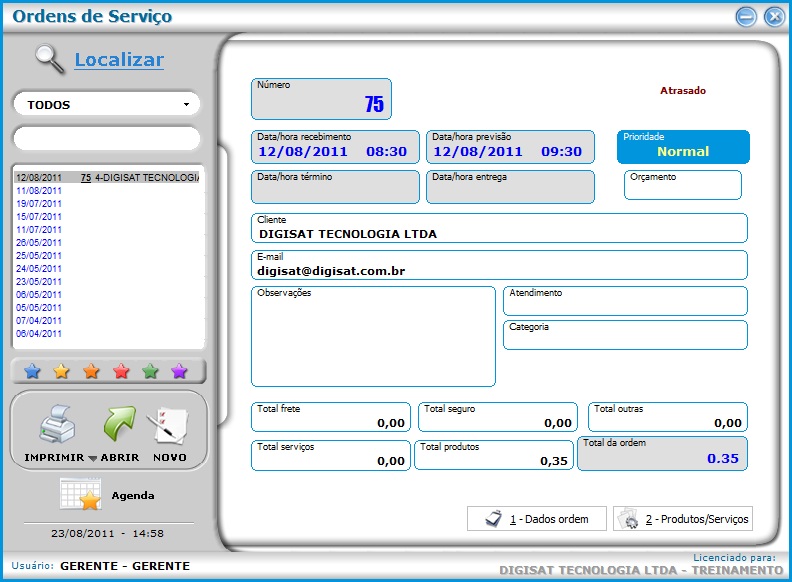 Ordens de Serviço
Localizar
TODOS
12/08/2011 75 4-DIGISAT TECNOLOGIA
11/08/2011
19/07/2011
15/07/2011
11/07/2011
26/05/2011
25/05/2011
24/05/2011
23/05/2011
06/05/2011
05/05/2011
07/04/2011
06/04/2011
IMPRIMIR ABRIR NOVO
Agenda
23/08/2011 - 14:58
Número
75
Atrasado
Data/hora recebimento
12/08/2011 08:30
Data/hora previsão
12/08/2011 09:30
Prioridade
Normal
Data/hora término
Data/hora entrega
Orçamento
Cliente
DIGISAT TECNOLOGIA LTDA
E-mail
digisat@digisat.com.br
Observações
Atendimento
Categoria
Total frete
0,00
Total seguro
0,00
Total outras
0,00
Total serviços
0,00
Total produtos
0,35
Total da ordem
0.35
1 - Dados ordem
2 - Produtos/Serviços
Usuário: GERENTE - GERENTE
Licenciado para:
DIGISAT TECNOLOGIA LTDA - TREINAMENTO